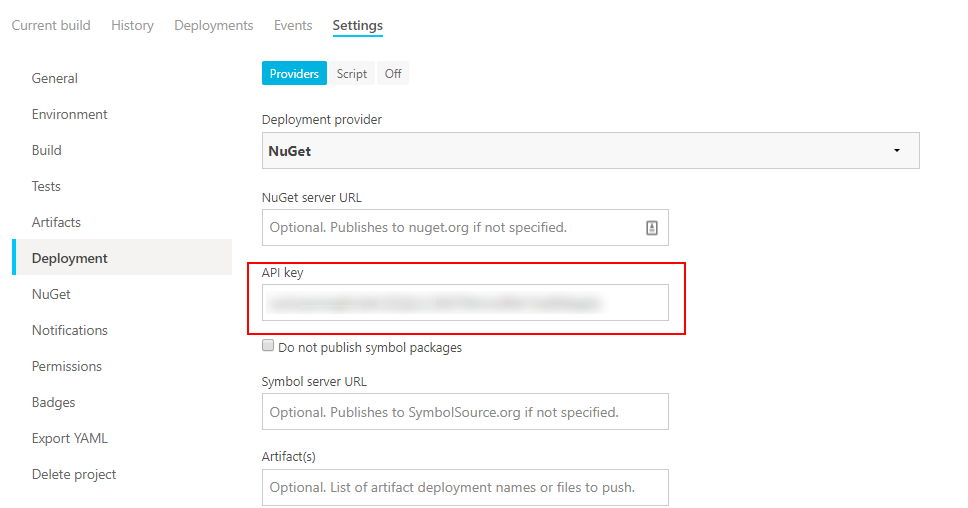 Current build History Deployments Events Settings
General
Environment
Build
Tests
Artifacts
Deployment
NuGet
Notifications
Permissions
Badges
Export YAML
Delete project
Providers Script Off
Deployment provider
NuGet
NuGet server URL
Optional. Publishes to nuget.org if not specified.
API key
Do not publish symbol packages
Symbol server URL
Optional. Publishes to SymbolSource.org if not specified.
Artifact(s)
Optional. List of artifact deployment names or files to push.